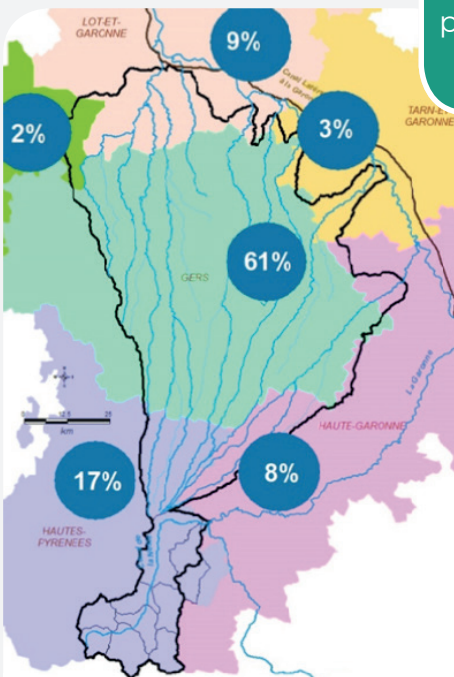 p
LOT-ET-
GARONNE
9%
2%
3%
TARN-E
GARONNE
61%
GERS
25
km
HAUTE-GARONNE
La Garonne
17%
8%
HAUTES-
PYRENEES